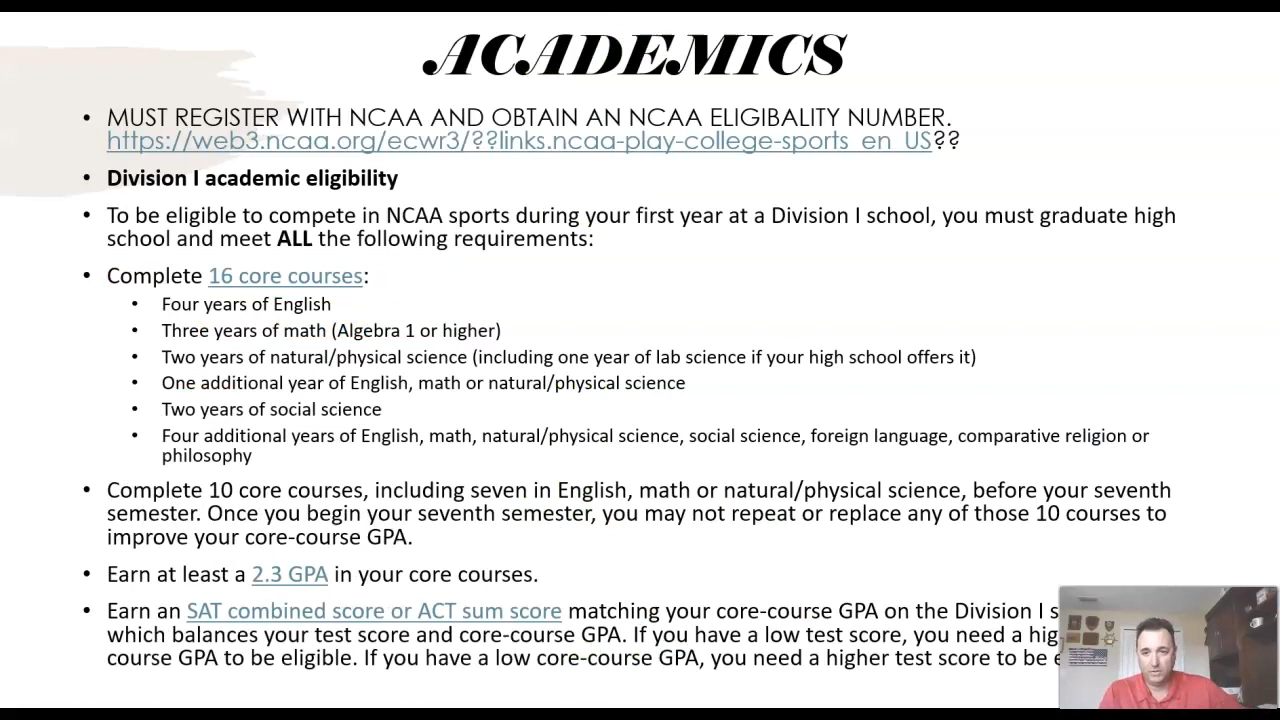 ACADEMICS
• MUST REGISTER WITH NCAA AND OBTAIN AN NCAA ELIGIBALITY NUMBER.
https://web3.ncaa.org/ecwr3/??links.ncaa-play-college-sports_en_US??
• Division I academic eligibility
• To be eligible to compete in NCAA sports during your first year at a Division I school, you must graduate high
school and meet ALL the following requirements:
• Complete 16 core courses:
• Four years of English
• Three years of math (Algebra 1 or higher)
• Two years of natural/physical science (including one year of lab science if your high school offers it)
• One additional year of English, math or natural/physical science
• Two years of social science
• Four additional years of English, math, natural/physical science, social science, foreign language, comparative religion or
philosophy
• Complete 10 core courses, including seven in English, math or natural/physical science, before your seventh
semester. Once you begin your seventh semester, you may not repeat or replace any of those 10 courses to
improve your core-course GPA.
• Earn at least a 2.3 GPA in your core courses.
• Earn an SAT combined score or ACT sum score matching your core-course GPA on the Division I
which balances your test score and core-course GPA. If you have a low test score, you need a
course GPA to be eligible. If you have a low core-course GPA, you need a higher test score to be